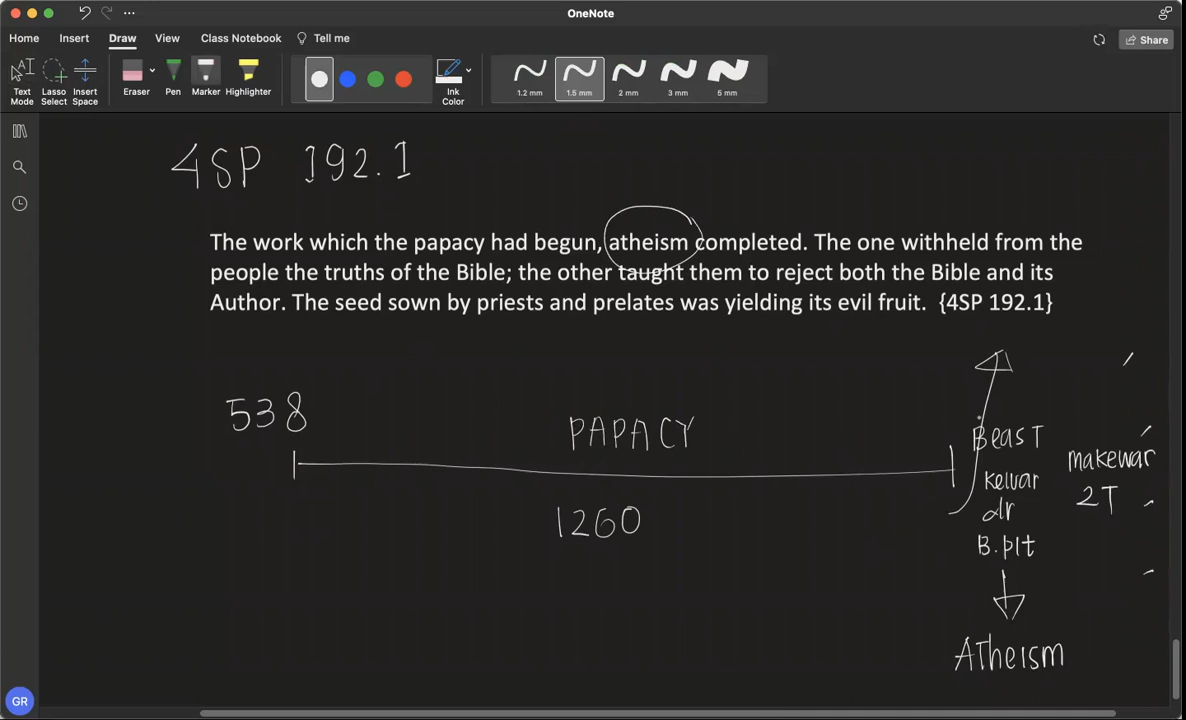 OneNote
Home Insert Draw View Class Notebook Tell me
Share
Text Mode
Lasso Select
Insert Space
Eraser
Pen
Marker
Highlighter
Ink Color
1.2 mm
1.5 mm
2 mm
3 mm
5 mm
4SP 192.1
The work which the papacy had begun, atheism completed. The one withheld from the
people the truths of the Bible; the other taught them to reject both the Bible and its
Author. The seed sown by priests and prelates was yielding its evil fruit. {4SP 192.1}
538
PAPACY
1260
Beast
keluar
dr
B.pit
makewar
2T
Atheism
GR